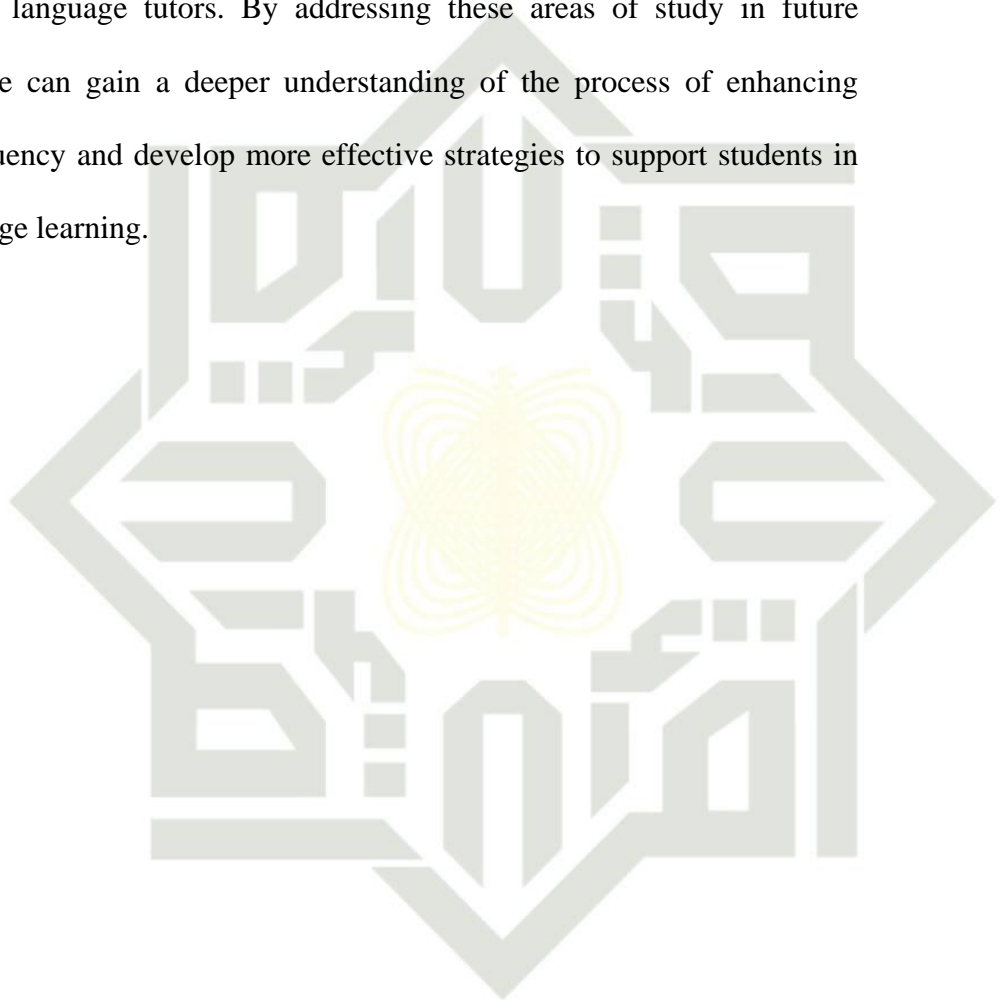 language tutors. By addressing these areas of study in future
can gain a deeper understanding of the process of enhancing
and develop more effective strategies to support students in
learning.